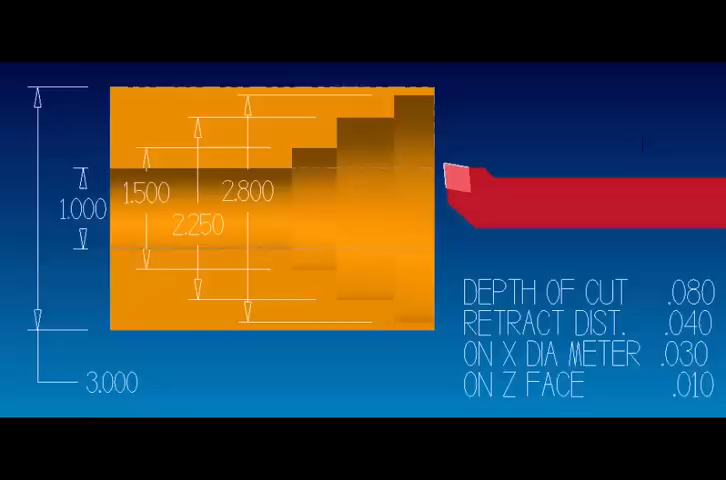 1.500
2.800
1.000
2.250
DEPTH OF CUT .080
RETRACT DIST. .040
ON X DIA METER .030
ON Z FACE .010
3.000